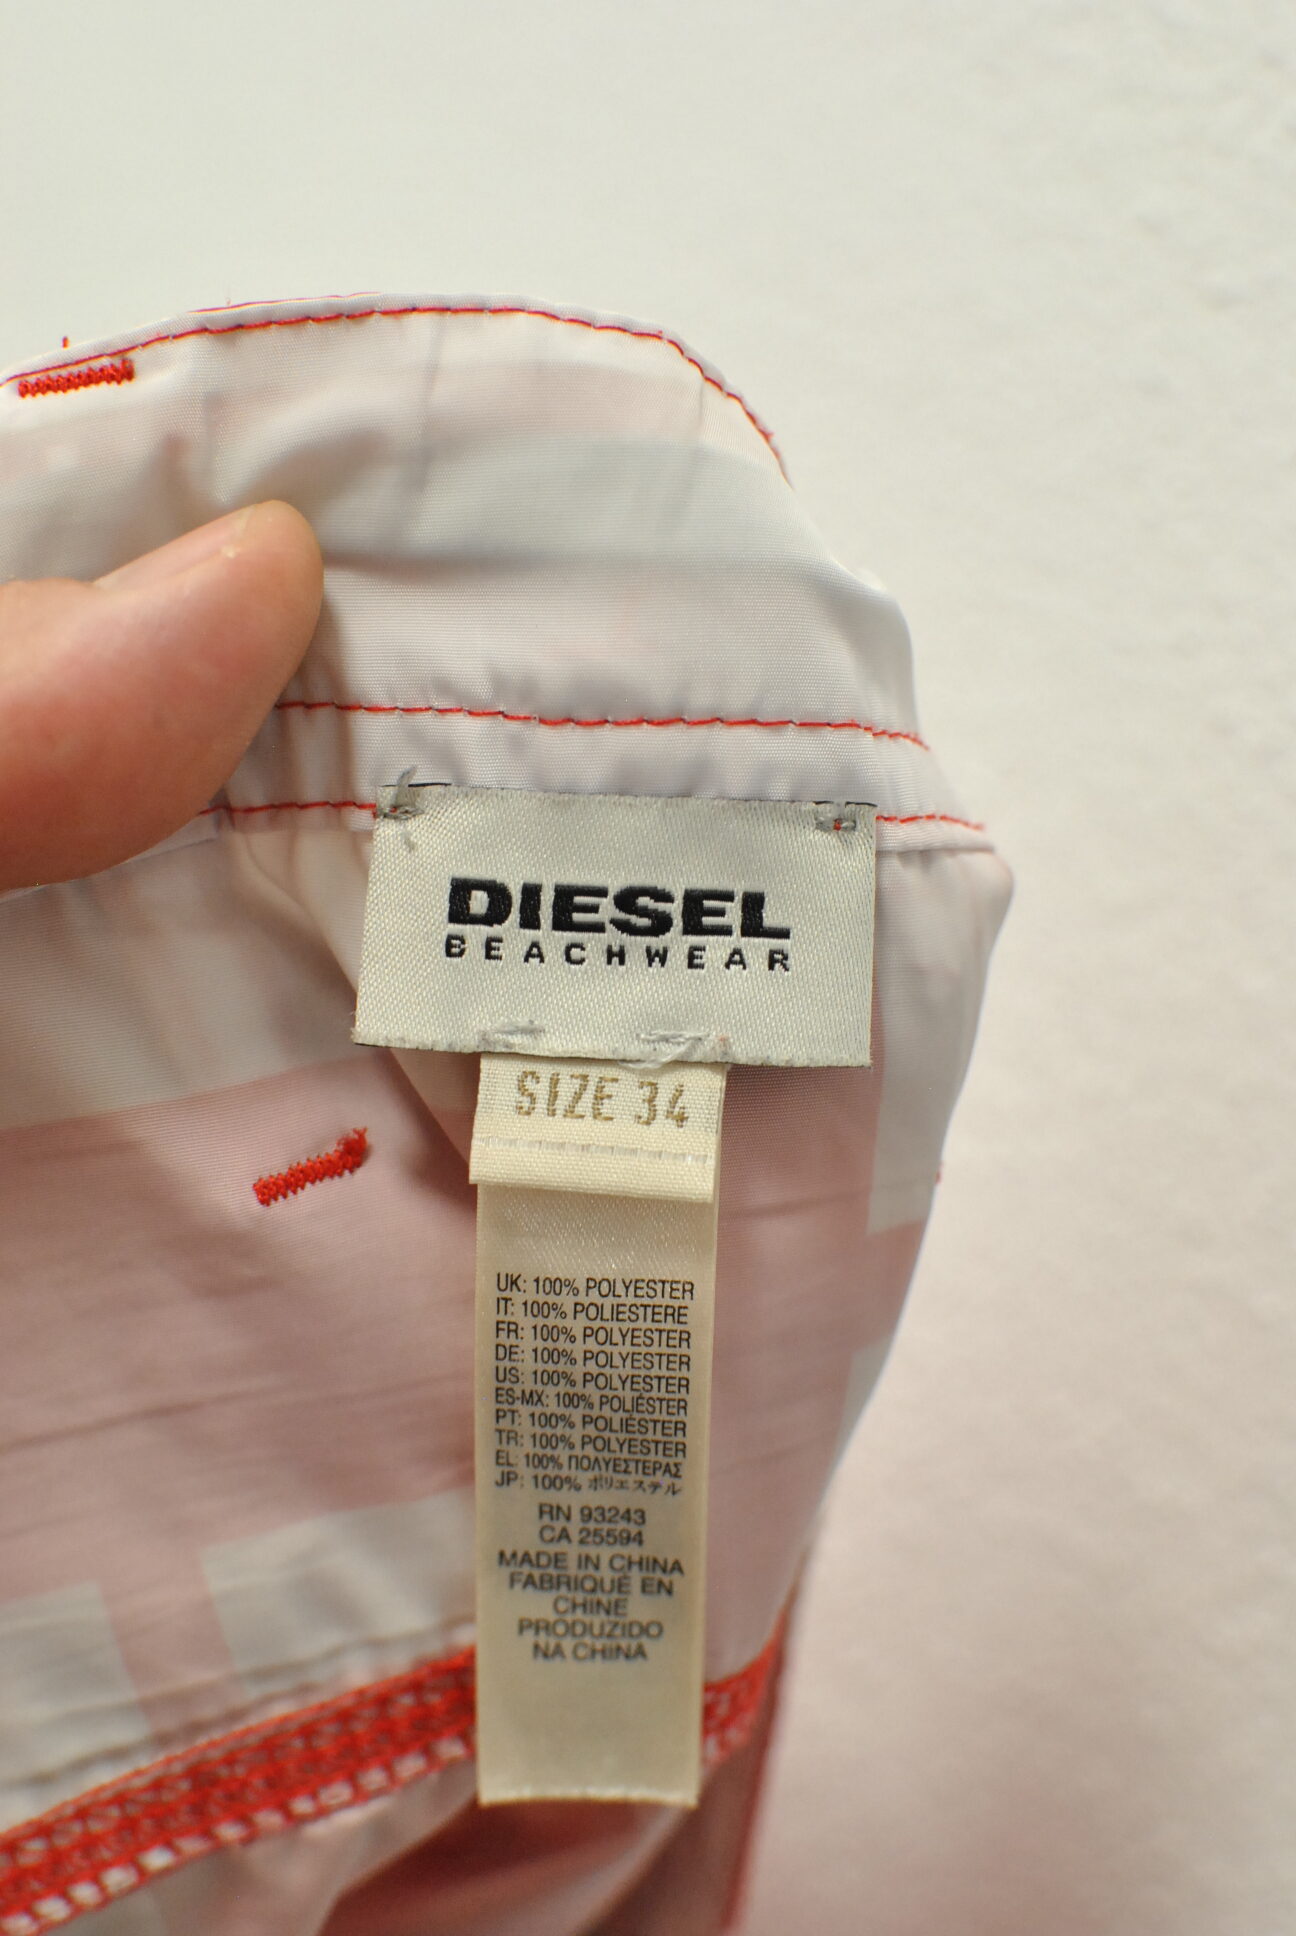 DIESEL
BEACHWEAR
SIZE 34
UK: 100% POLYESTER
IT: 100% POLIESTERE
FR: 100% POLYESTER
DE: 100% POLYESTER
US: 100% POLYESTER
ES-MX: 100% POLIÉSTER
PT: 100% POLIÉSTER
TR: 100% POLYESTER
EL: 100% ΠΟΛΥΕΣΤΕΡΑΣ
JP: 100% ポリエステル
RN 93243
CA 25594
MADE IN CHINA
FABRIQUÉ EN
CHINE
PRODUZIDO
NA CHINA